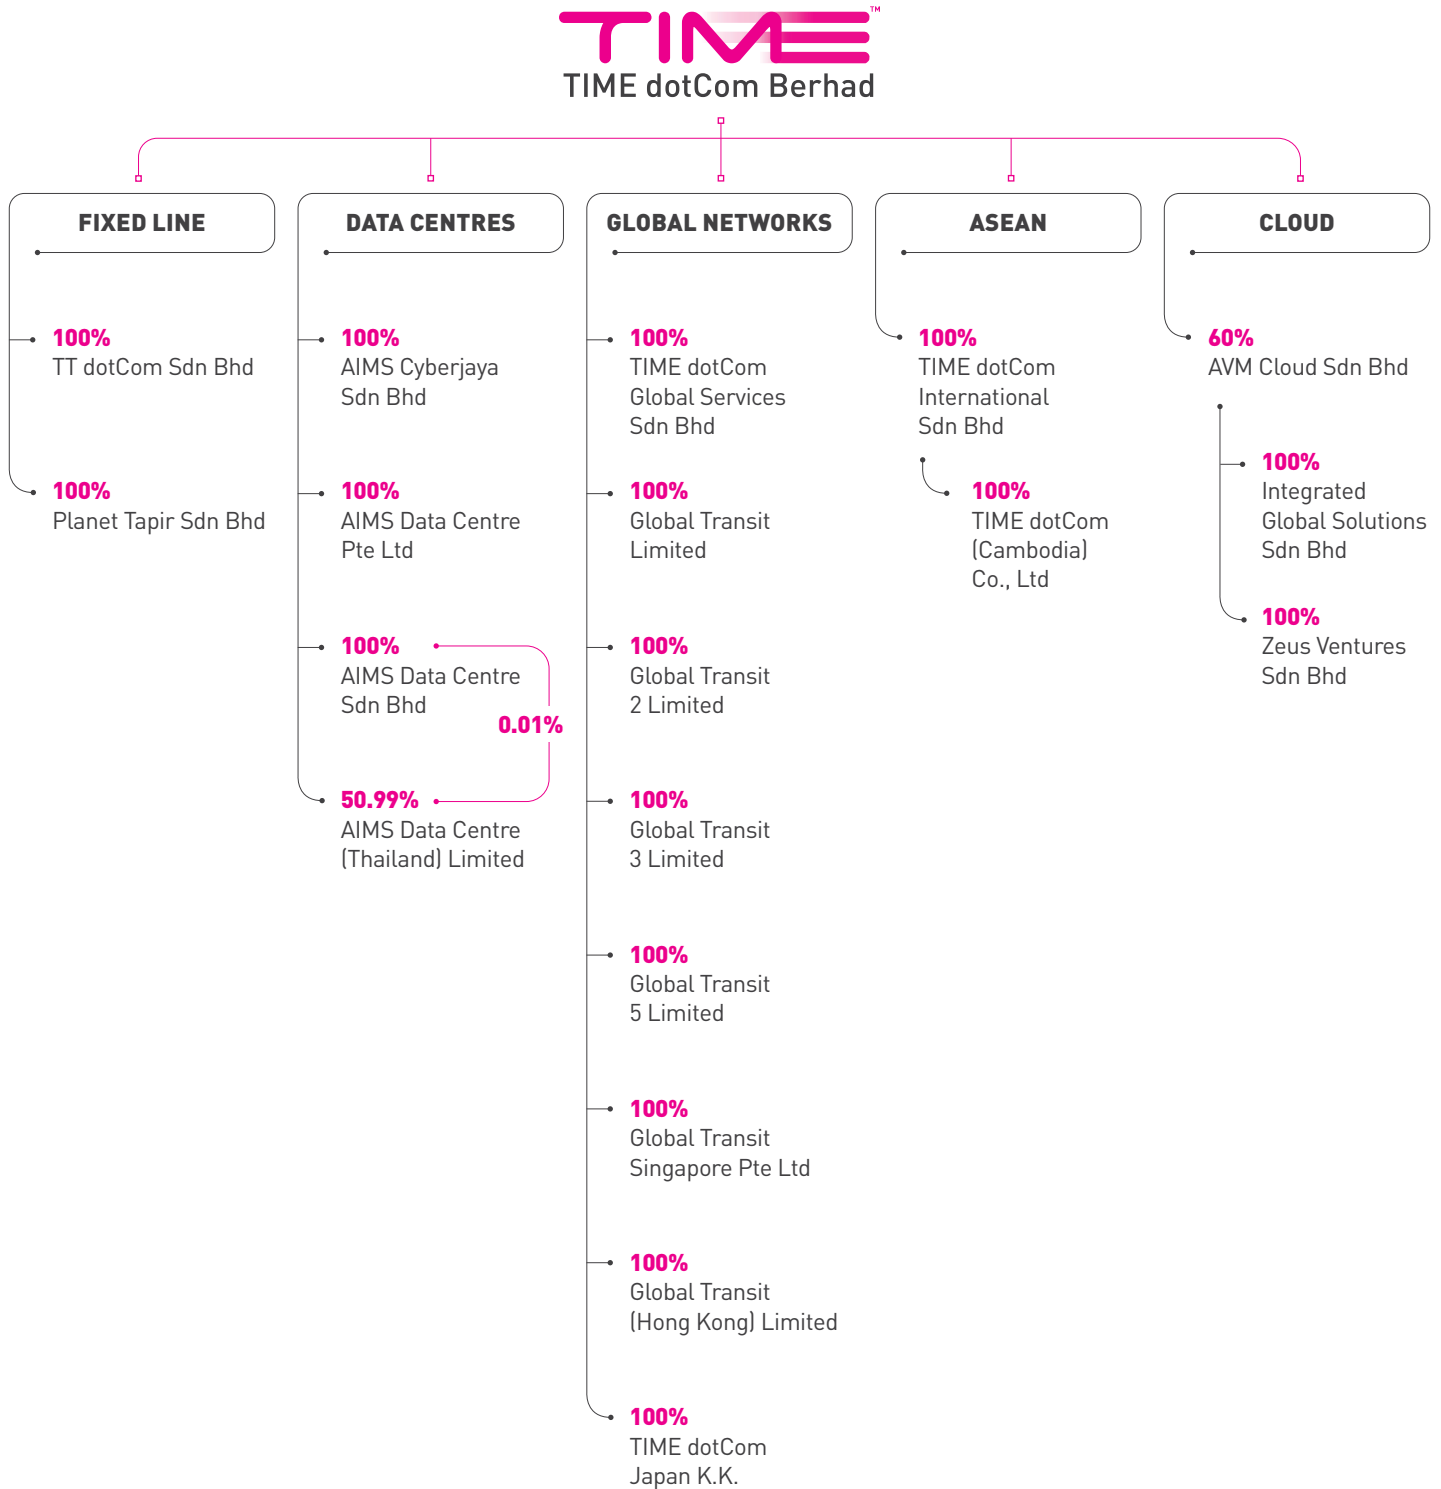 TIME™
TIME dotCom Berhad
FIXED LINE
100%
TT dotCom Sdn Bhd
100%
Planet Tapir Sdn Bhd
DATA CENTRES
100%
AIMS Cyberjaya
Sdn Bhd
100%
AIMS Data Centre
Pte Ltd
100%
AIMS Data Centre
Sdn Bhd
0.01%
50.99%
AIMS Data Centre
(Thailand) Limited
GLOBAL NETWORKS
100%
TIME dotCom
Global Services
Sdn Bhd
100%
Global Transit
Limited
100%
Global Transit
2 Limited
100%
Global Transit
3 Limited
100%
Global Transit
5 Limited
100%
Global Transit
Singapore Pte Ltd
100%
Global Transit
(Hong Kong) Limited
100%
TIME dotCom
Japan K.K.
ASEAN
100%
TIME dotCom
International
Sdn Bhd
100%
TIME dotCom
(Cambodia)
Co., Ltd
CLOUD
60%
AVM Cloud Sdn Bhd
100%
Integrated
Global Solutions
Sdn Bhd
100%
Zeus Ventures
Sdn Bhd